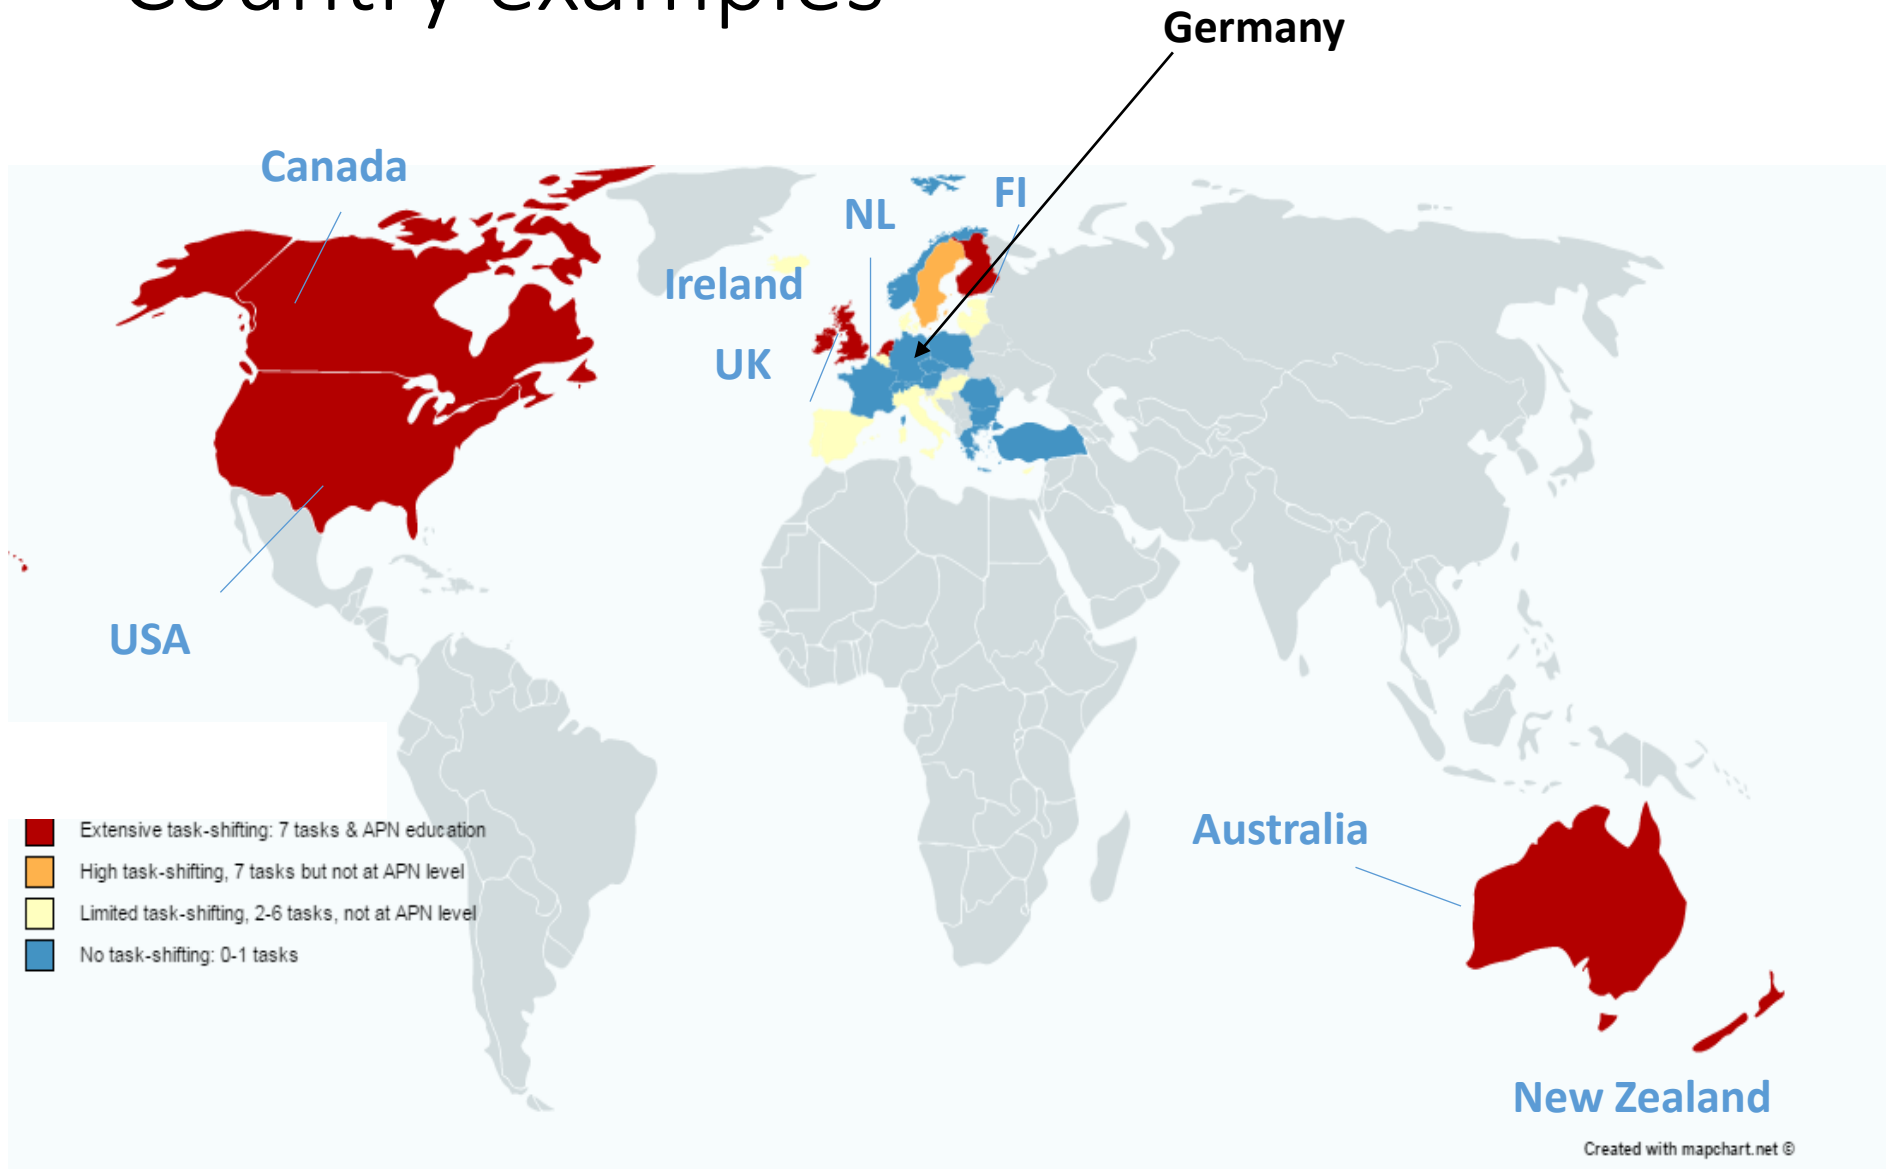 Country examples
Germany
Canada
FI
NL
Ireland
UK
USA
Australia
Extensive task-shifting: 7 tasks & APN education
High task-shifting, 7 tasks but not at APN level
Limited task-shifting, 2-6 tasks, not at APN level
No task-shifting: 0-1 tasks
New Zealand
Created with mapchart.net ©